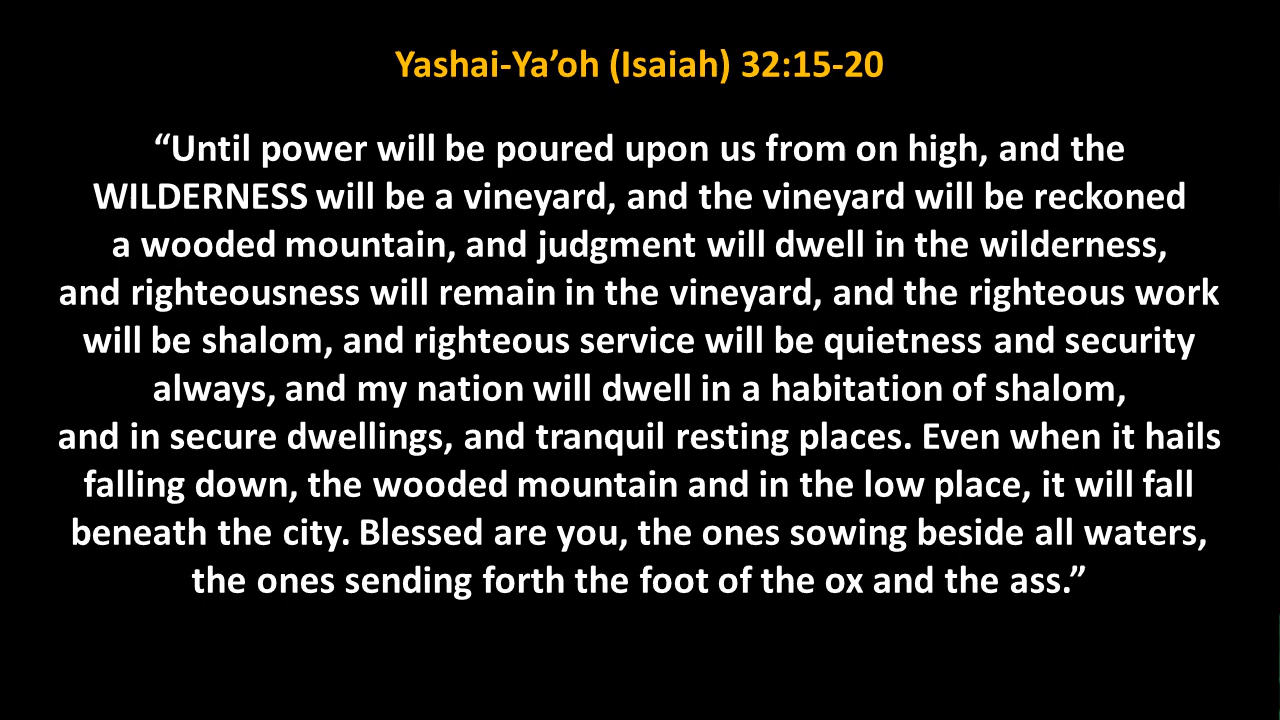 Yashai-Ya’oh (Isaiah) 32:15-20
“Until power will be poured upon us from on high, and the
WILDERNESS will be a vineyard, and the vineyard will be reckoned
a wooded mountain, and judgment will dwell in the wilderness,
and righteousness will remain in the vineyard, and the righteous work
will be shalom, and righteous service will be quietness and security
always, and my nation will dwell in a habitation of shalom,
and in secure dwellings, and tranquil resting places. Even when it hails
falling down, the wooded mountain and in the low place, it will fall
beneath the city. Blessed are you, the ones sowing beside all waters,
the ones sending forth the foot of the ox and the ass.”